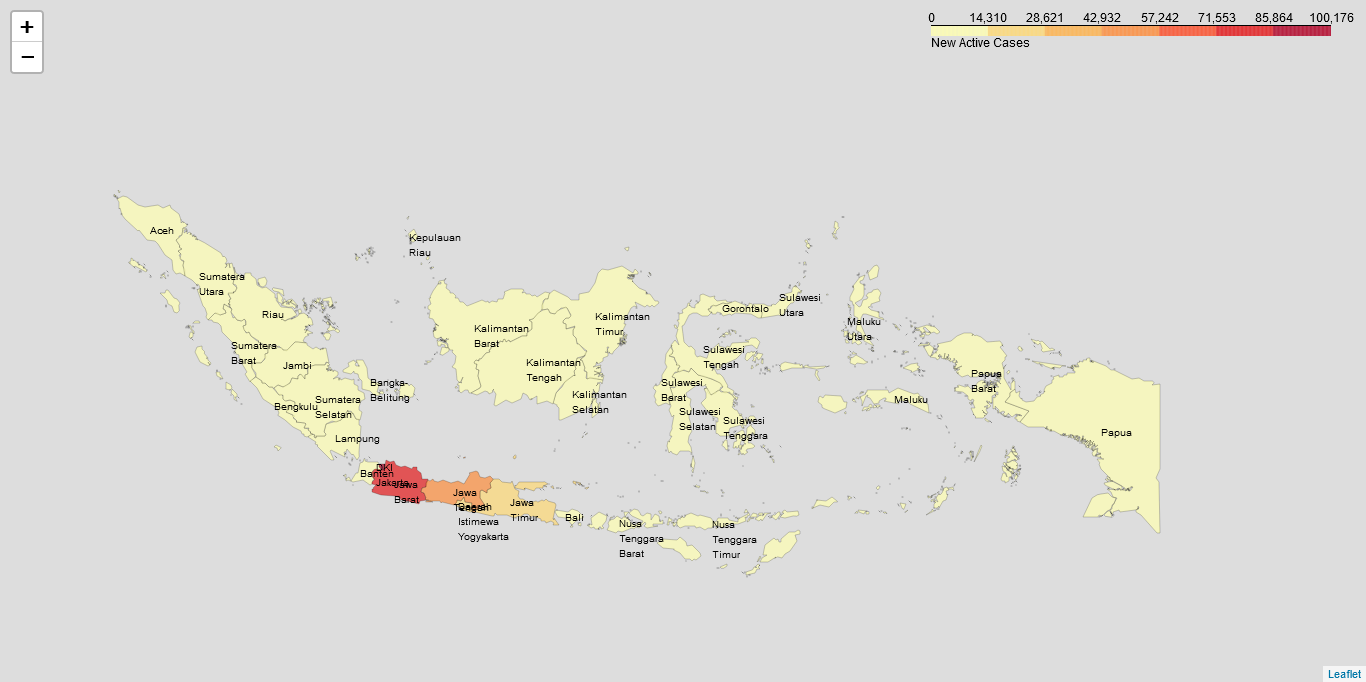 +
−
0 14,310 28,621 42,932 57,242 71,553 85,864 100,176
New Active Cases
Aceh
Kepulauan
Riau
Sumatera
Utara
Riau
Sumatera
Barat
Jambi
Bangka-
Belitung
Bengkulu
Sumatera
Selatan
Lampung
Kalimantan
Barat
Kalimantan
Timur
Kalimantan
Tengah
Kalimantan
Selatan
Gorontalo
Sulawesi
Utara
Sulawesi
Tengah
Sulawesi
Barat
Sulawesi
Selatan
Sulawesi
Tenggara
Maluku
Utara
Maluku
Papua
Barat
Papua
Banten
DKI
Jakarta
Jawa
Barat
Jawa
Tengah
Daerah
Istimewa
Yogyakarta
Jawa
Timur
Bali
Nusa
Tenggara
Barat
Nusa
Tenggara
Timur
Leaflet